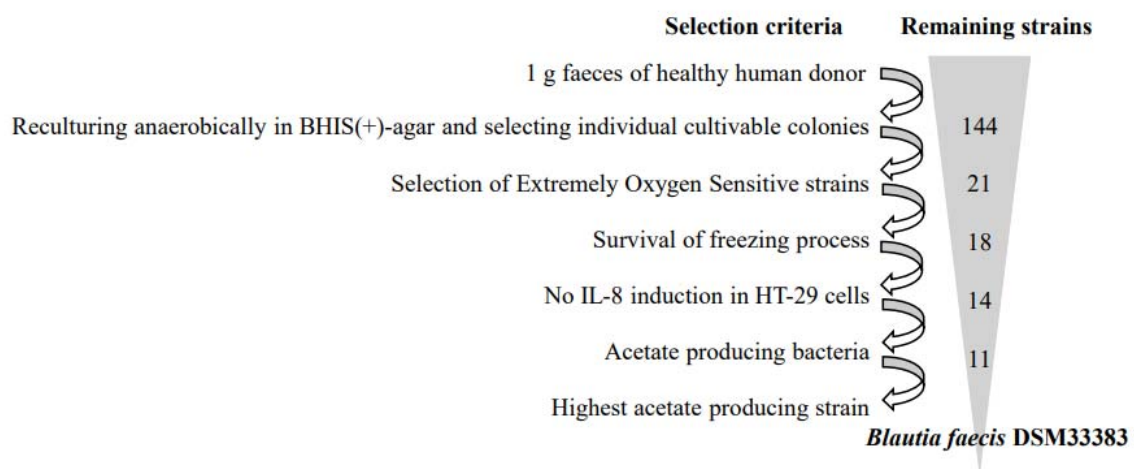 Selection criteria Remaining strains
1 g faeces of healthy human donor
Reculturing anaerobically in BHIS(+)-agar and selecting individual cultivable colonies 144
Selection of Extremely Oxygen Sensitive strains 21
Survival of freezing process 18
No IL-8 induction in HT-29 cells 14
Acetate producing bacteria 11
Highest acetate producing strain
Blautia faecis DSM33383